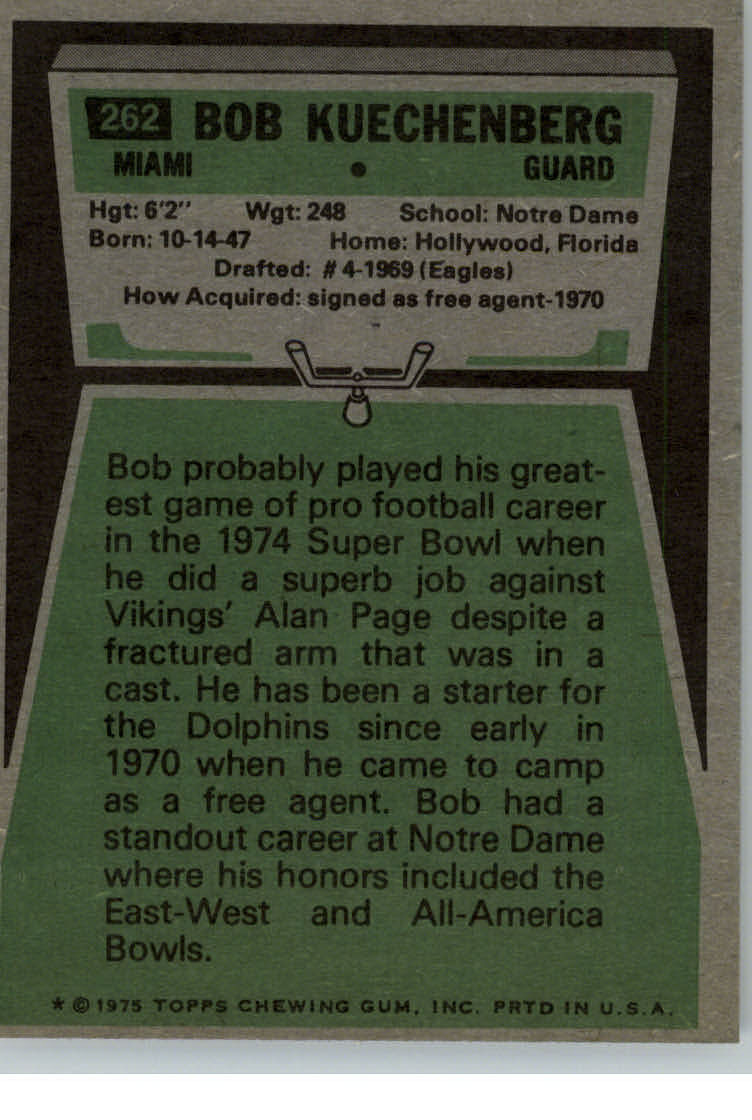 262 BOB KUECHENBERG
MIAMI • GUARD
Hgt: 6'2" Wgt: 248 School: Notre Dame
Born: 10-14-47 Home: Hollywood, Florida
Drafted: #4-1969 (Eagles)
How Acquired: signed as free agent-1970
Bob probably played his great-
est game of pro football career
in the 1974 Super Bowl when
he did a superb job against
Vikings' Alan Page despite a
fractured arm that was in a
cast. He has been a starter for
the Dolphins since early in
1970 when he came to camp
as a free agent. Bob had a
standout career at Notre Dame
where his honors included the
East-West and All-America
Bowls.
* © 1975 TOPPS CHEWING GUM, INC. PRTD IN U.S.A.